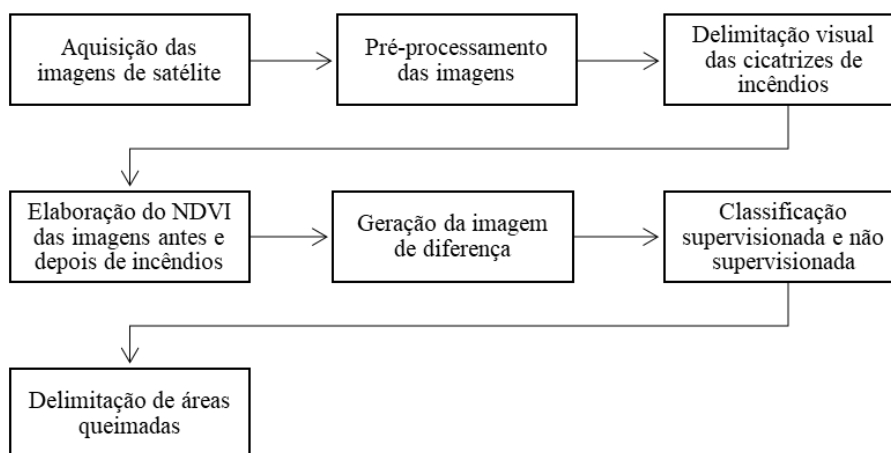 Aquisição das
imagens de satélite
Pré-processamento
das imagens
Delimitação visual
das cicatrizes de
incêndios
Elaboração do NDVI
das imagens antes e
depois de incêndios
Geração da imagem
de diferença
Classificação
supervisionada e não
supervisionada
Delimitação de áreas
queimadas